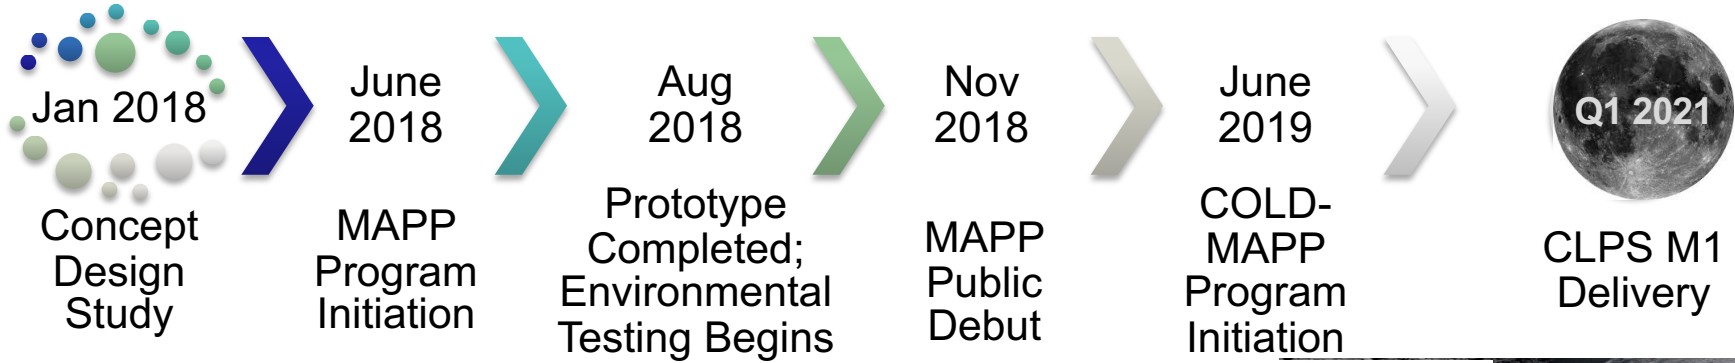 Jan 2018
Concept
Design
Study
June
2018
MAPP
Program
Initiation
Aug
2018
Prototype
Completed;
Environmental
Testing Begins
Nov
2018
MAPP
Public
Debut
June
2019
COLD-
MAPP
Program
Initiation
Q1 2021
CLPS M1
Delivery